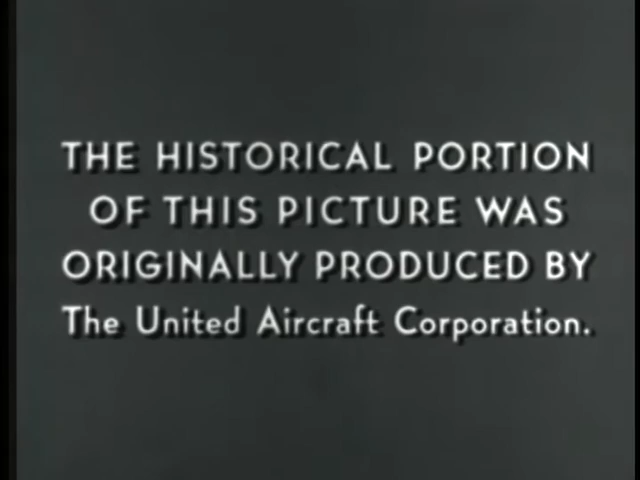 THE HISTORICAL PORTION
OF THIS PICTURE WAS
ORIGINALLY PRODUCED BY
The United Aircraft Corporation.